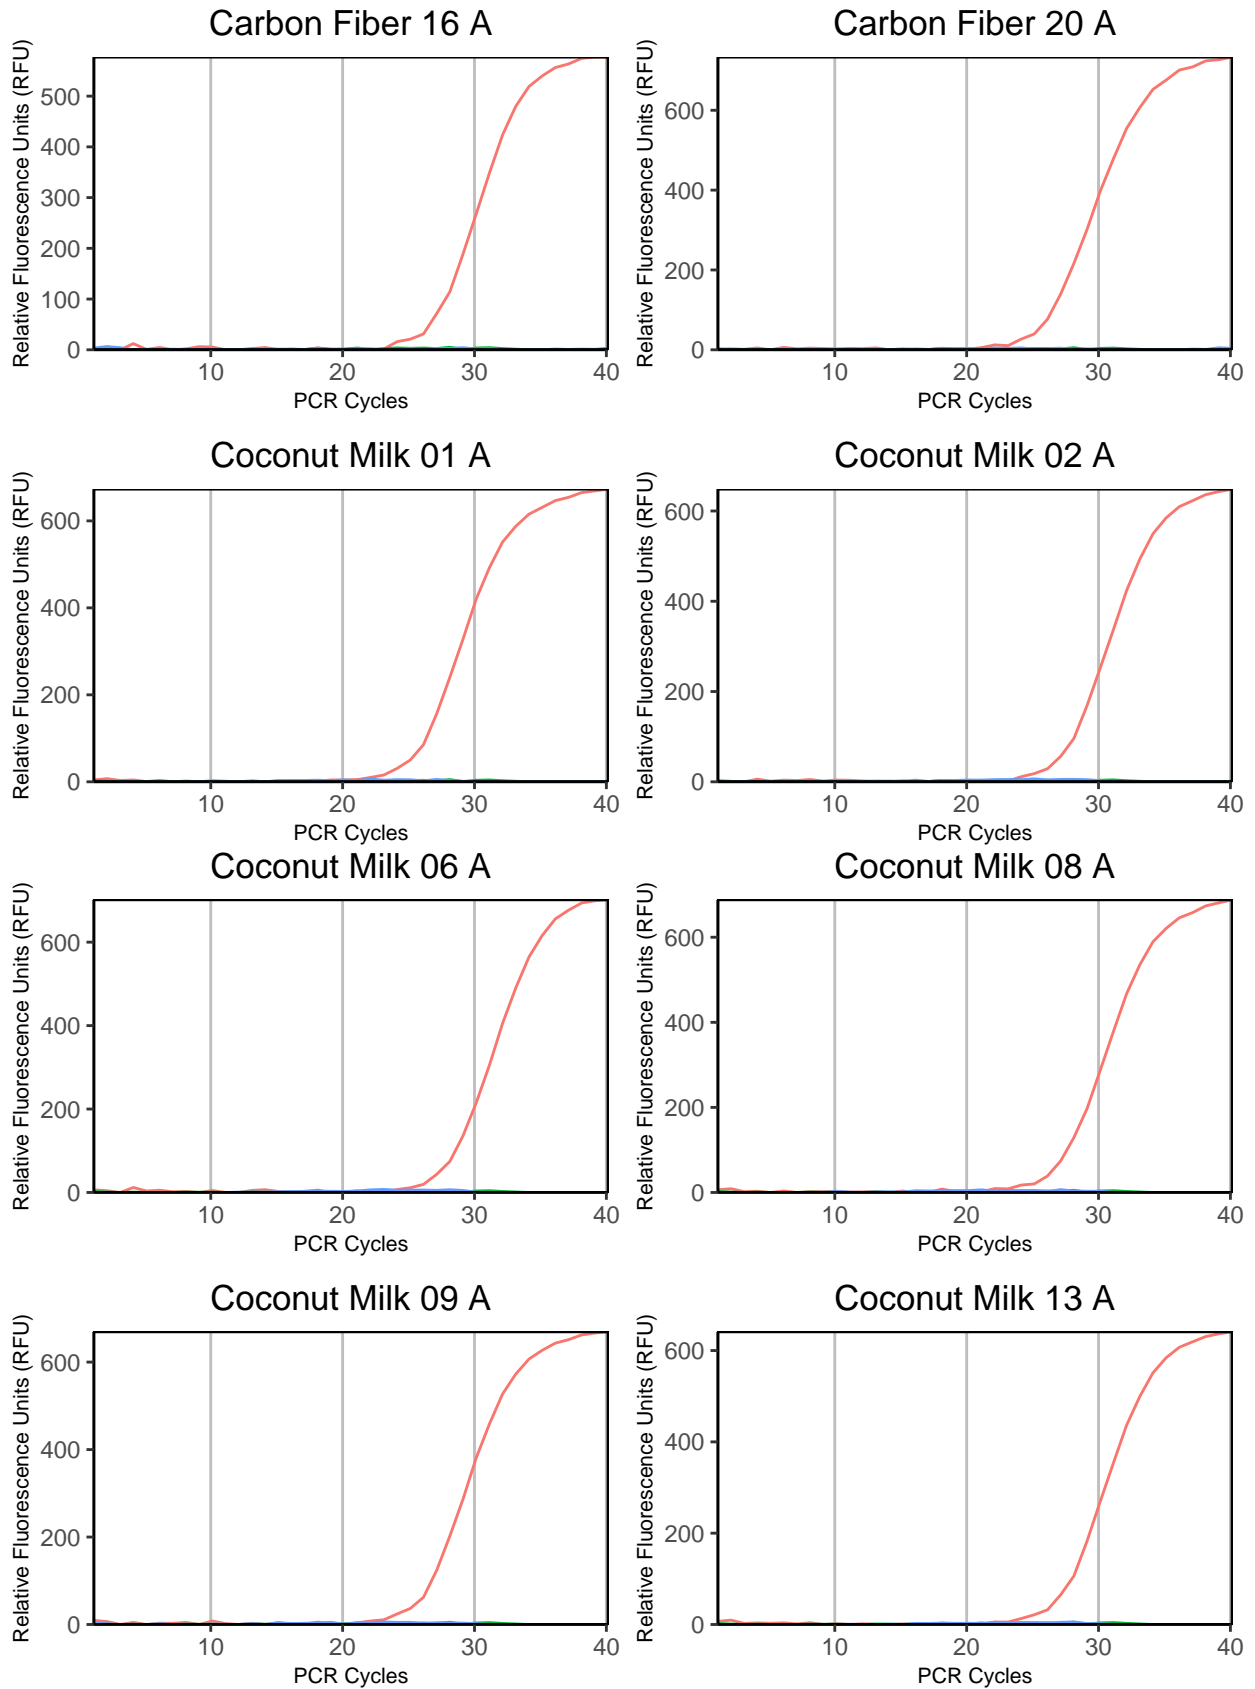 Carbon Fiber 16 A
Relative Fluorescence Units (RFU)
500
400
300
200
100
0
10 20 30 40
PCR Cycles
Carbon Fiber 20 A
Relative Fluorescence Units (RFU)
600
400
200
0
10 20 30 40
PCR Cycles
Coconut Milk 01 A
Relative Fluorescence Units (RFU)
600
400
200
0
10 20 30 40
PCR Cycles
Coconut Milk 02 A
Relative Fluorescence Units (RFU)
600
400
200
0
10 20 30 40
PCR Cycles
Coconut Milk 06 A
Relative Fluorescence Units (RFU)
600
400
200
0
10 20 30 40
PCR Cycles
Coconut Milk 08 A
Relative Fluorescence Units (RFU)
600
400
200
0
10 20 30 40
PCR Cycles
Coconut Milk 09 A
Relative Fluorescence Units (RFU)
600
400
200
0
10 20 30 40
PCR Cycles
Coconut Milk 13 A
Relative Fluorescence Units (RFU)
600
400
200
0
10 20 30 40
PCR Cycles